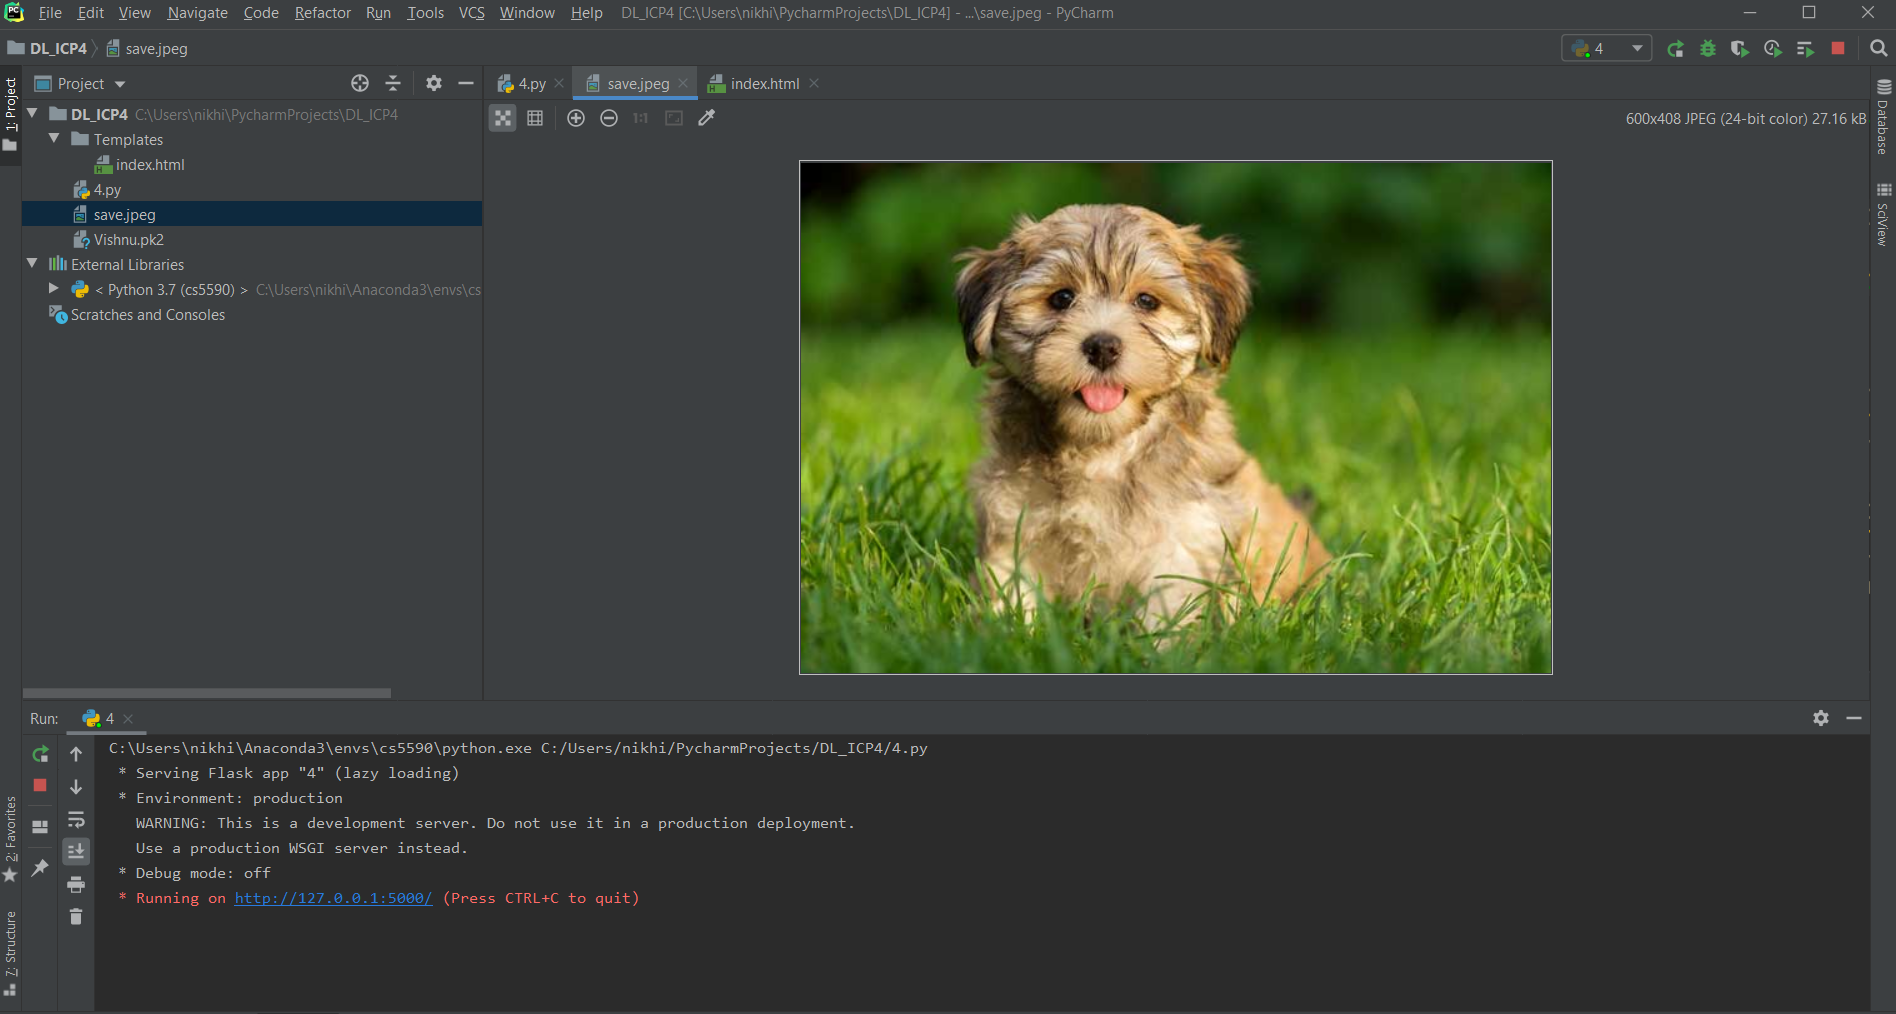 File Edit View Navigate Code Refactor Run Tools VCS Window Help DL_ICP4 [C:\Users\nikhi\PycharmProjects\DL_ICP4] - ...\save.jpeg - PyCharm
DL_ICP4 save.jpeg
4
1: Project
Project
4.py save.jpeg index.html
DL_ICP4 C:\Users\nikhi\PycharmProjects\DL_ICP4
Templates
index.html
4.py
save.jpeg
Vishnu.pk2
External Libraries
< Python 3.7 (cs5590) > C:\Users\nikhi\Anaconda3\envs\cs
Scratches and Consoles
1:1
600x408 JPEG (24-bit color) 27.16 kB
Database
SciView
Run: 4
C:\Users\nikhi\Anaconda3\envs\cs5590\python.exe C:/Users/nikhi/PycharmProjects/DL_ICP4/4.py
* Serving Flask app "4" (lazy loading)
* Environment: production
WARNING: This is a development server. Do not use it in a production deployment.
Use a production WSGI server instead.
* Debug mode: off
* Running on http://127.0.0.1:5000/ (Press CTRL+C to quit)
2: Favorites
7: Structure